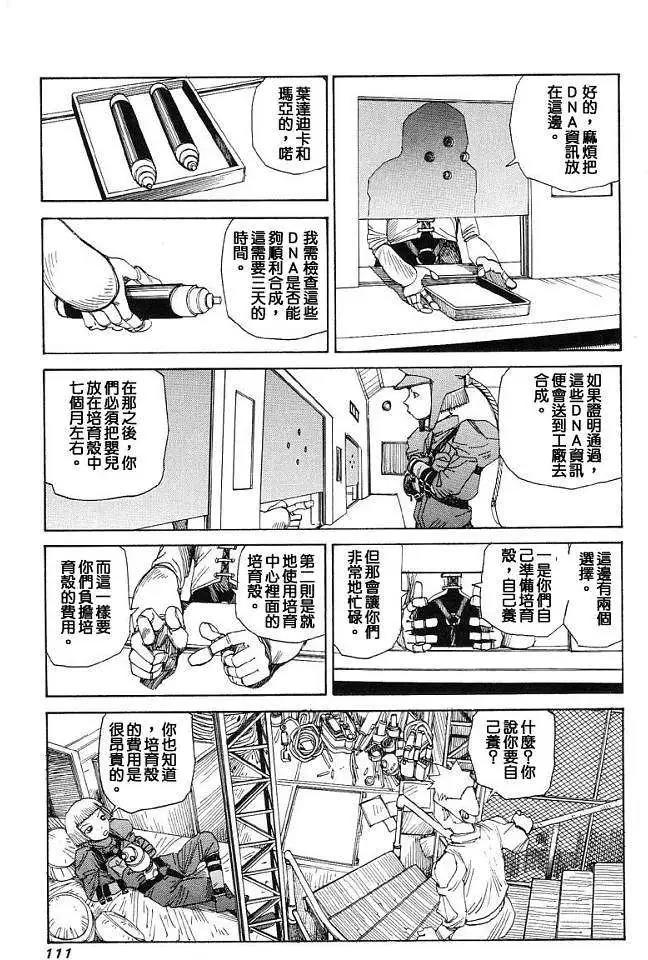 好的，麻煩把
DNA資訊放
在這邊。
葉達迪卡和
瑪亞的，喏
我需檢查這些
DNA是否能
夠順利合成，
這需要三天的
時間。
如果證明通過，
這些DNA資訊
便會送到工廠去
合成。
在那之後，你
們必須把嬰兒
放在培育殼中
七個月左右。
這邊有兩個
選擇。
一是你們自
己準備培育
殼，自己養
但那會讓你們
非常地忙碌。
第二則是就
地使用培育
中心裡面的
培育殼。
而這一樣要
你們負擔培
育殼的費用。
什麼？你
說你要自
己養？
你也知道
，培育殼
的費用是
很昂貴的。
111